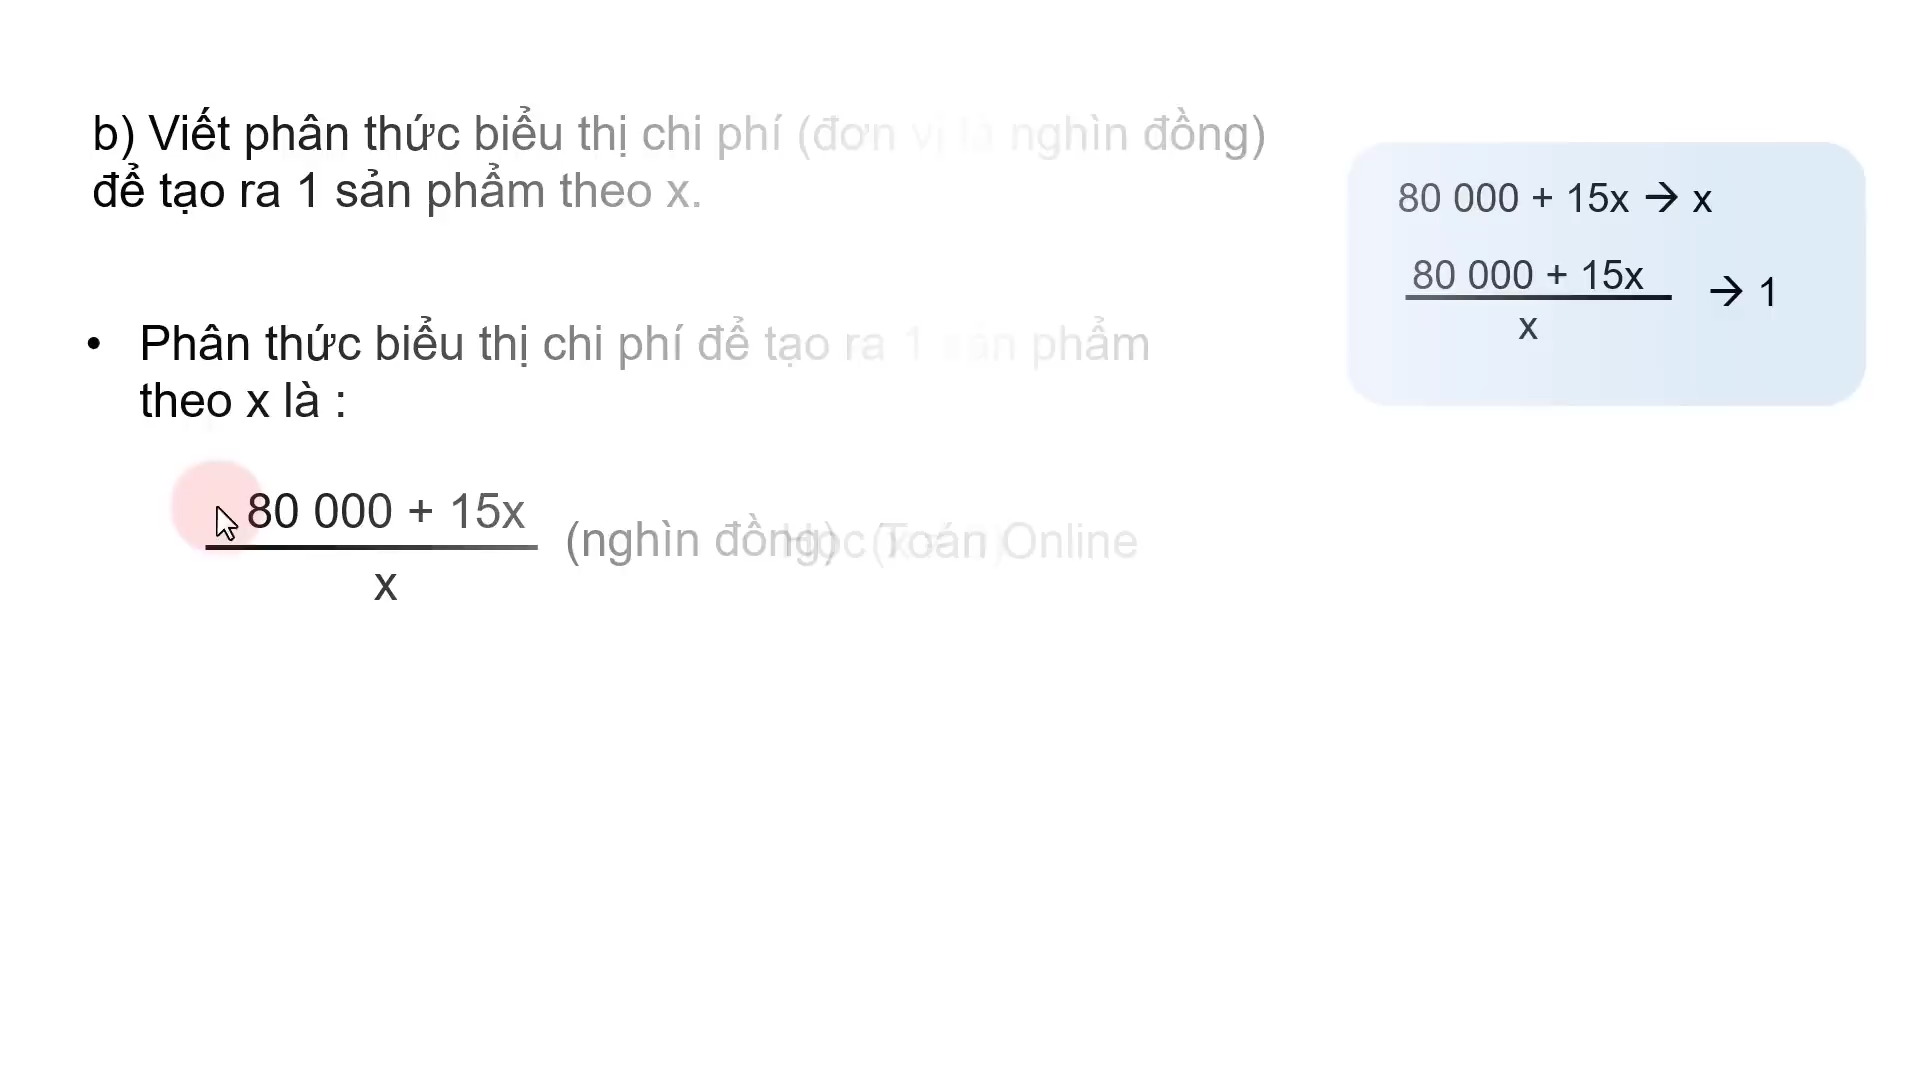 b) Viết phân thức biểu thị chi phí (đơn vị là nghìn đồng)
để tạo ra 1 sản phẩm theo x.
80 000 + 15x → x
80 000 + 15x
x
→ 1
• Phân thức biểu thị chi phí để tạo ra 1 sản phẩm
theo x là :
80 000 + 15x
x
(nghìn đồng)
Học Toán Online